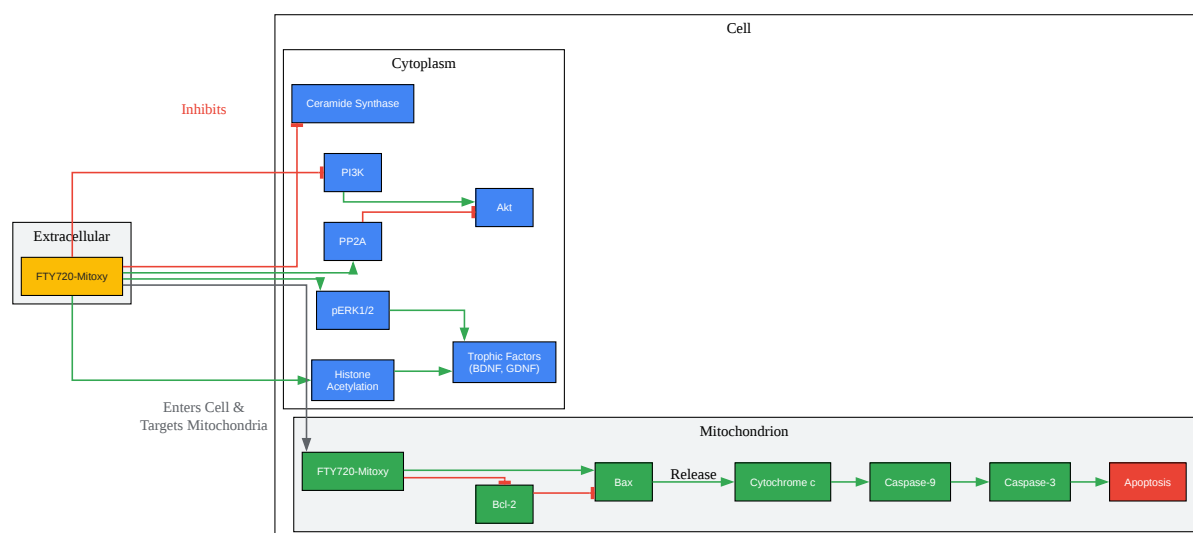 Cell
Cytoplasm
Ceramide Synthase
Inhibits
PI3K
Akt
Extracellular
PP2A
FTY720-Mitoxy
pERK1/2
Trophic Factors
(BDNF, GDNF)
Histone
Acetylation
Enters Cell &
Targets Mitochondria
Mitochondrion
FTY720-Mitoxy
Bax
Release
Cytochrome c
Caspase-9
Caspase-3
Apoptosis
Bcl-2